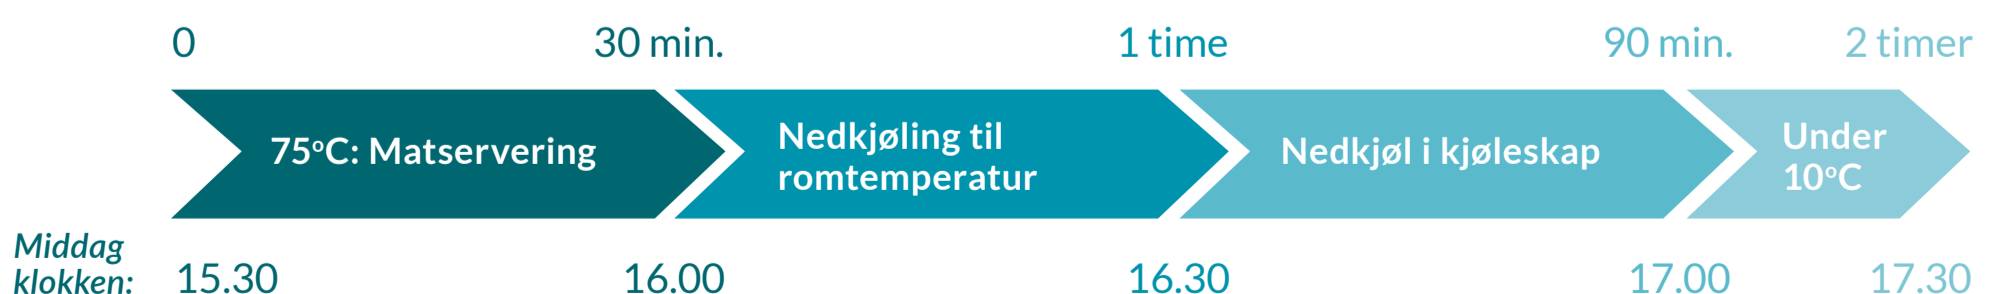 0 30 min. 1 time 90 min. 2 timer
75°C: Matservering
Nedkjøling til
romtemperatur
Nedkjøl i kjøleskap
Under
10°C
Middag
klokken:
15.30 16.00 16.30 17.00 17.30